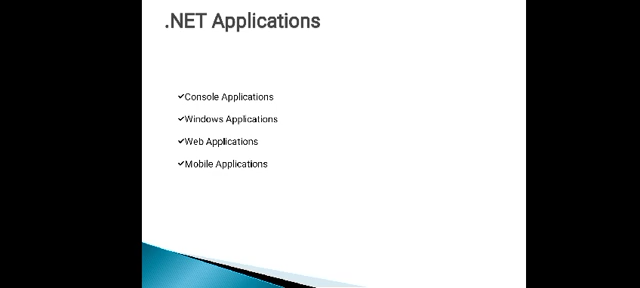 .NET Applications
✓Console Applications
✓Windows Applications
✓Web Applications
✓Mobile Applications